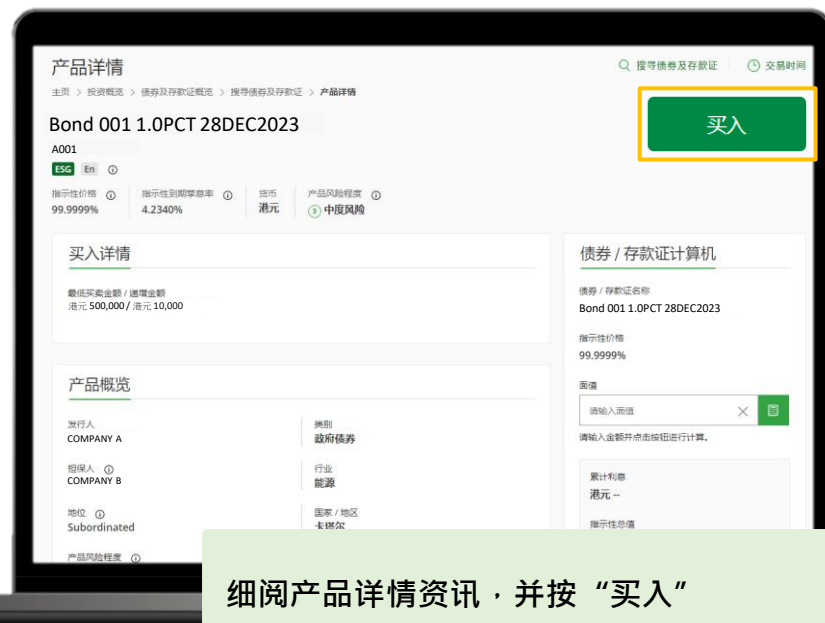 产品详情
搜寻债券及存款证
交易时间
主页 > 投资概览 > 债券及存款证概览 > 搜寻债券及存款证 > 产品详情
Bond 001 1.0PCT 28DEC2023
买入
A001
ESG En
指示性价格 指示性到期孳息率 货币 产品风险程度
99.9999% 4.2340% 港元 3 中度风险
买入详情
最低买卖金额 / 递增金额
港元 500,000 / 港元 10,000
产品概览
发行人 类别
COMPANY A 政府债券
担保人 行业
COMPANY B 能源
地位 国家 / 地区
Subordinated 卡塔尔
产品风险程度
债券 / 存款证计算机
债券 / 存款证名称
Bond 001 1.0PCT 28DEC2023
指示性价格
99.9999%
面值
请输入面值
请输入金额并点击按钮进行计算。
累计利息
港元 --
指示性总值
细阅产品详情资讯，并按“买入”